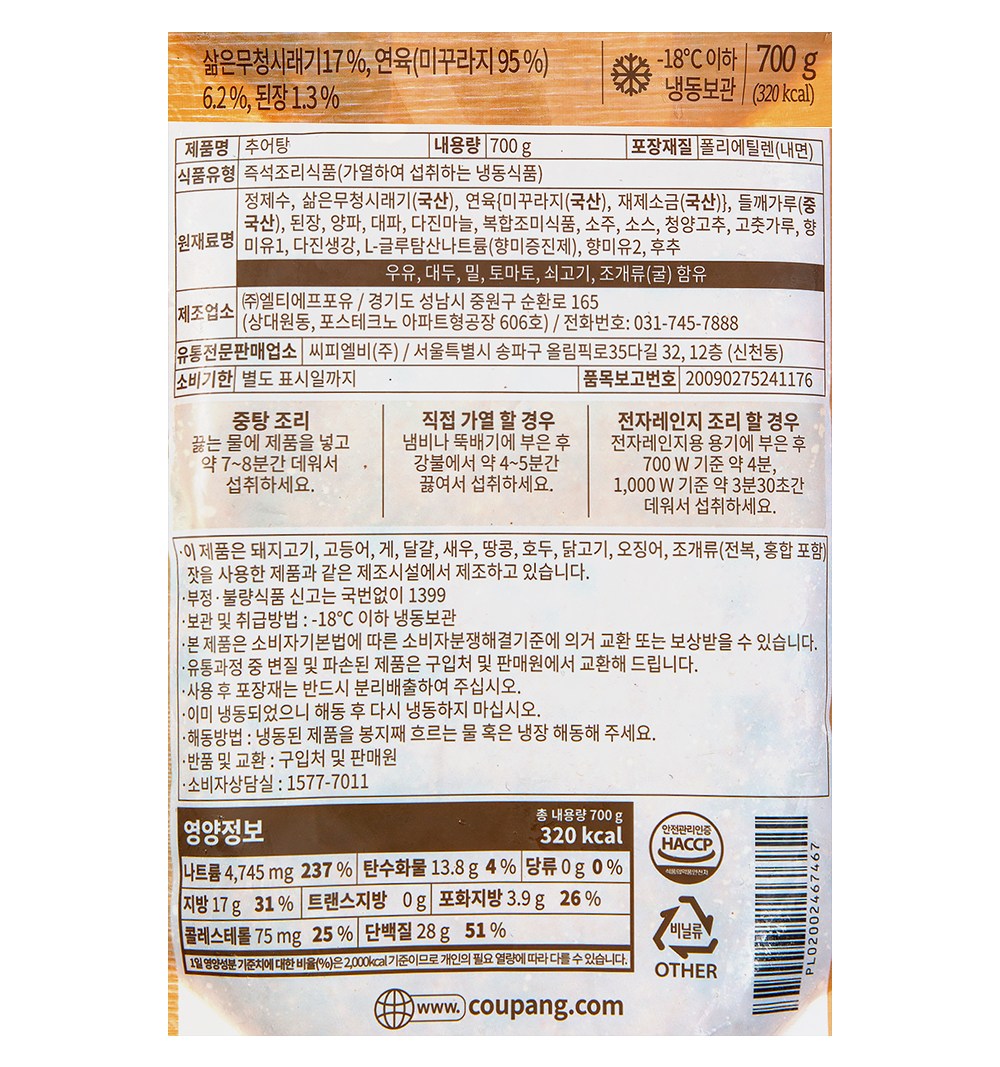 삶은무청시래기17 %, 연육(미꾸라지 95 %)
6.2 %, 된장 1.3 %
-18℃ 이하
냉동보관
700 g
(320 kcal)
제품명 추어탕 내용량 700 g 포장재질 폴리에틸렌(내면)
식품유형 즉석조리식품(가열하여 섭취하는 냉동식품)
원재료명
정제수, 삶은무청시래기(국산), 연육{미꾸라지(국산), 재제소금(국산)}, 들깨가루(중
국산), 된장, 양파, 대파, 다진마늘, 복합조미식품, 소주, 소스, 청양고추, 고춧가루, 향
미유1, 다진생강, L-글루탐산나트륨(향미증진제), 향미유2, 후추
우유, 대두, 밀, 토마토, 쇠고기, 조개류(굴) 함유
제조업소
㈜엘티에프포유 / 경기도 성남시 중원구 순환로 165
(상대원동, 포스테크노 아파트형공장 606호) / 전화번호: 031-745-7888
유통전문판매업소 씨피엘비(주) / 서울특별시 송파구 올림픽로35다길 32, 12층 (신천동)
소비기한 별도 표시일까지 품목보고번호 20090275241176
중탕 조리
끓는 물에 제품을 넣고
약 7~8분간 데워서
섭취하세요.
직접 가열 할 경우
냄비나 뚝배기에 부은 후
강불에서 약 4~5분간
끓여서 섭취하세요.
전자레인지 조리 할 경우
전자레인지용 용기에 부은 후
700 W 기준 약 4분,
1,000 W 기준 약 3분30초간
데워서 섭취하세요.
·이 제품은 돼지고기, 고등어, 게, 달걀, 새우, 땅콩, 호두, 닭고기, 오징어, 조개류(전복, 홍합 포함)
잣을 사용한 제품과 같은 제조시설에서 제조하고 있습니다.
·부정·불량식품 신고는 국번없이 1399
·보관 및 취급방법 : -18℃ 이하 냉동보관
·본 제품은 소비자기본법에 따른 소비자분쟁해결기준에 의거 교환 또는 보상받을 수 있습니다.
·유통과정 중 변질 및 파손된 제품은 구입처 및 판매원에서 교환해 드립니다.
·사용 후 포장재는 반드시 분리배출하여 주십시오.
·이미 냉동되었으니 해동 후 다시 냉동하지 마십시오.
·해동방법 : 냉동된 제품을 봉지째 흐르는 물 혹은 냉장 해동해 주세요.
·반품 및 교환 : 구입처 및 판매원
·소비자상담실 : 1577-7011
영양정보
총 내용량 700 g
320 kcal
나트륨 4,745 mg 237 % 탄수화물 13.8 g 4 % 당류 0 g 0 %
지방 17 g 31 % 트랜스지방 0 g 포화지방 3.9 g 26 %
콜레스테롤 75 mg 25 % 단백질 28 g 51 %
1일 영양성분 기준치에 대한 비율(%)은 2,000kcal 기준이므로 개인의 필요 열량에 따라 다를 수 있습니다.
안전관리인증
HACCP
식품의약품안전처
비닐류
OTHER
PL02002467467
www. coupang.com